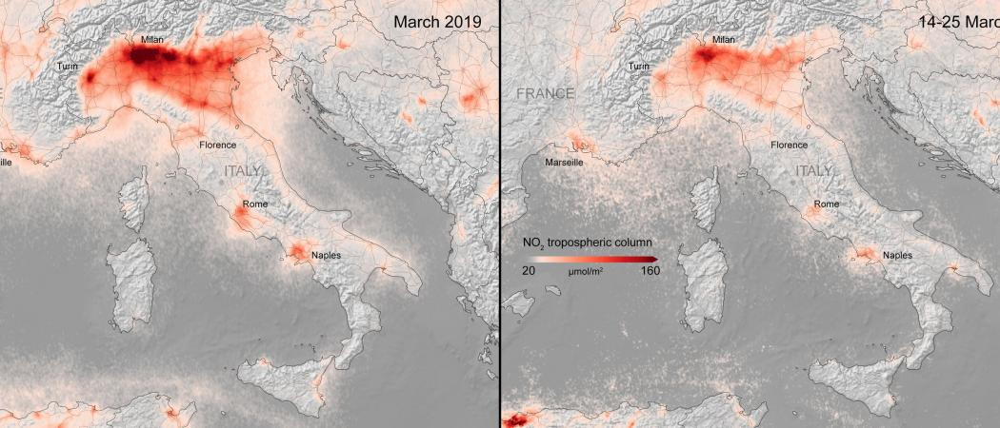 March 2019
Milan
Turin
ille
Florence
ITALY
Rome
Naples
14-25 Marc
Milan
Turin
FRANCE
Florence
Marseille
ITALY
Rome
NO₂ tropospheric column
Naples
20 μmol/m² 160